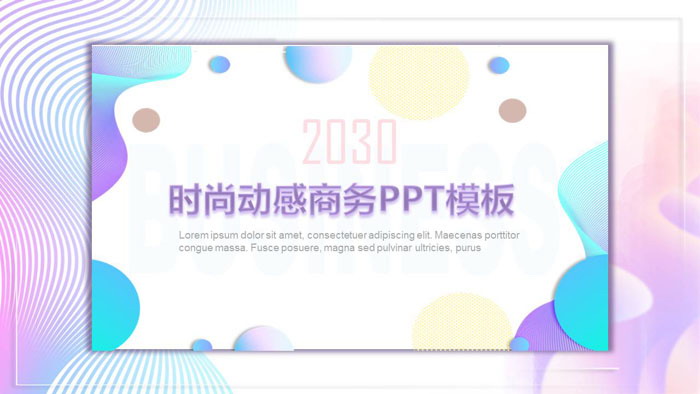 2030
BUSINESS
时尚动感商务PPT模板
Lorem ipsum dolor sit amet, consectetuer adipiscing elit. Maecenas porttitor
congue massa. Fusce posuere, magna sed pulvinar ultricies, purus